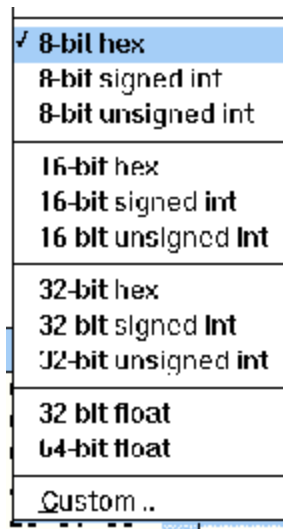 ✓ 8-bit hex
8-bit signed int
8-bit unsigned int
16-bit hex
16-bit signed int
16 bit unsigned int
32-bit hex
32 bit signed int
32-bit unsigned int
32 bit float
64-bit float
Custom ..